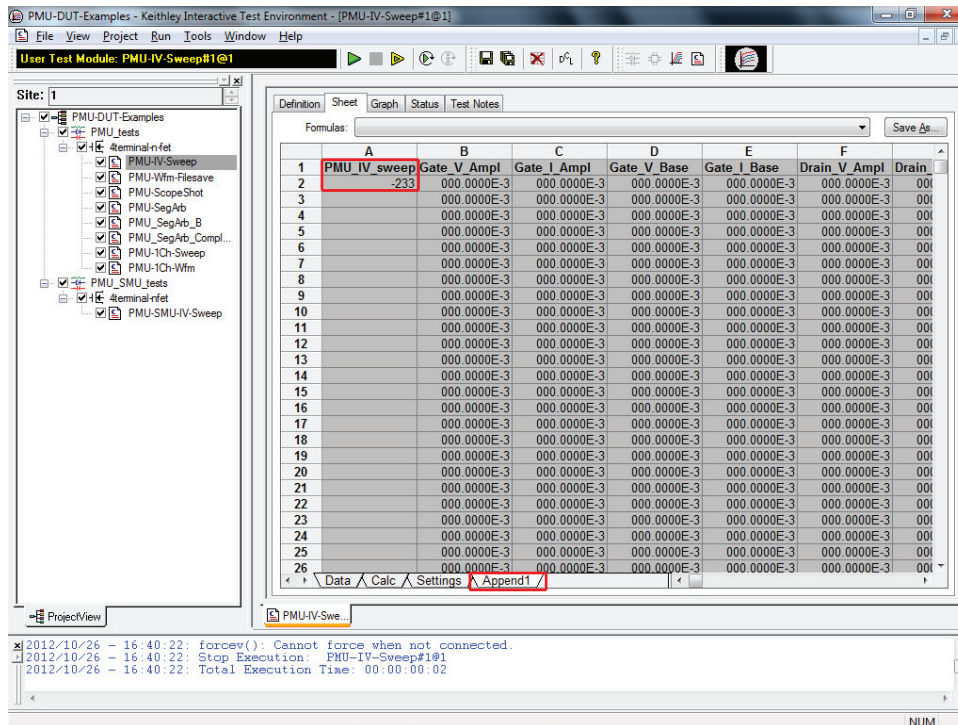 PMU-DUT-Examples - Keithley Interactive Test Environment - [PMU-IV-Sweep#1@1]
File View Project Run Tools Window Help
User Test Module: PMU-IV-Sweep#1@1
Site: 1
PMU-DUT-Examples
PMU_tests
4terminal-n-fet
PMU-IV-Sweep
PMU-Wfm-Filesave
PMU-ScopeShot
PMU-SegArb
PMU_SegArb_B
PMU_SegArb_Compl...
PMU-1Ch-Sweep
PMU-1Ch-Wfm
PMU_SMU_tests
4terminal-nfet
PMU-SMU-IV-Sweep
ProjectView
Definition Sheet Graph Status Test Notes
Formulas: Save As...
A B C D E F
1 PMU_IV_sweep Gate_V_Ampl Gate_I_Ampl Gate_V_Base Gate_I_Base Drain_V_Ampl Drain_
2 -233 000.0000E-3 000.0000E-3 000.0000E-3 000.0000E-3 000.0000E-3 000
3 000.0000E-3 000.0000E-3 000.0000E-3 000.0000E-3 000.0000E-3 000
4 000.0000E-3 000.0000E-3 000.0000E-3 000.0000E-3 000.0000E-3 000
5 000.0000E-3 000.0000E-3 000.0000E-3 000.0000E-3 000.0000E-3 000
6 000.0000E-3 000.0000E-3 000.0000E-3 000.0000E-3 000.0000E-3 000
7 000.0000E-3 000.0000E-3 000.0000E-3 000.0000E-3 000.0000E-3 000
8 000.0000E-3 000.0000E-3 000.0000E-3 000.0000E-3 000.0000E-3 000
9 000.0000E-3 000.0000E-3 000.0000E-3 000.0000E-3 000.0000E-3 000
10 000.0000E-3 000.0000E-3 000.0000E-3 000.0000E-3 000.0000E-3 000
11 000.0000E-3 000.0000E-3 000.0000E-3 000.0000E-3 000.0000E-3 000
12 000.0000E-3 000.0000E-3 000.0000E-3 000.0000E-3 000.0000E-3 000
13 000.0000E-3 000.0000E-3 000.0000E-3 000.0000E-3 000.0000E-3 000
14 000.0000E-3 000.0000E-3 000.0000E-3 000.0000E-3 000.0000E-3 000
15 000.0000E-3 000.0000E-3 000.0000E-3 000.0000E-3 000.0000E-3 000
16 000.0000E-3 000.0000E-3 000.0000E-3 000.0000E-3 000.0000E-3 000
17 000.0000E-3 000.0000E-3 000.0000E-3 000.0000E-3 000.0000E-3 000
18 000.0000E-3 000.0000E-3 000.0000E-3 000.0000E-3 000.0000E-3 000
19 000.0000E-3 000.0000E-3 000.0000E-3 000.0000E-3 000.0000E-3 000
20 000.0000E-3 000.0000E-3 000.0000E-3 000.0000E-3 000.0000E-3 000
21 000.0000E-3 000.0000E-3 000.0000E-3 000.0000E-3 000.0000E-3 000
22 000.0000E-3 000.0000E-3 000.0000E-3 000.0000E-3 000.0000E-3 000
23 000.0000E-3 000.0000E-3 000.0000E-3 000.0000E-3 000.0000E-3 000
24 000.0000E-3 000.0000E-3 000.0000E-3 000.0000E-3 000.0000E-3 000
25 000.0000E-3 000.0000E-3 000.0000E-3 000.0000E-3 000.0000E-3 000
26 000.0000E-3 000.0000E-3 000.0000E-3 000.0000E-3 000.0000E-3 000
Data Calc Settings Append1
PMU-IV-Swe...
2012/10/26 - 16:40:22: forcev(): Cannot force when not connected.
2012/10/26 - 16:40:22: Stop Execution: PMU-IV-Sweep#1@1
2012/10/26 - 16:40:22: Total Execution Time: 00:00:00:02
NUM